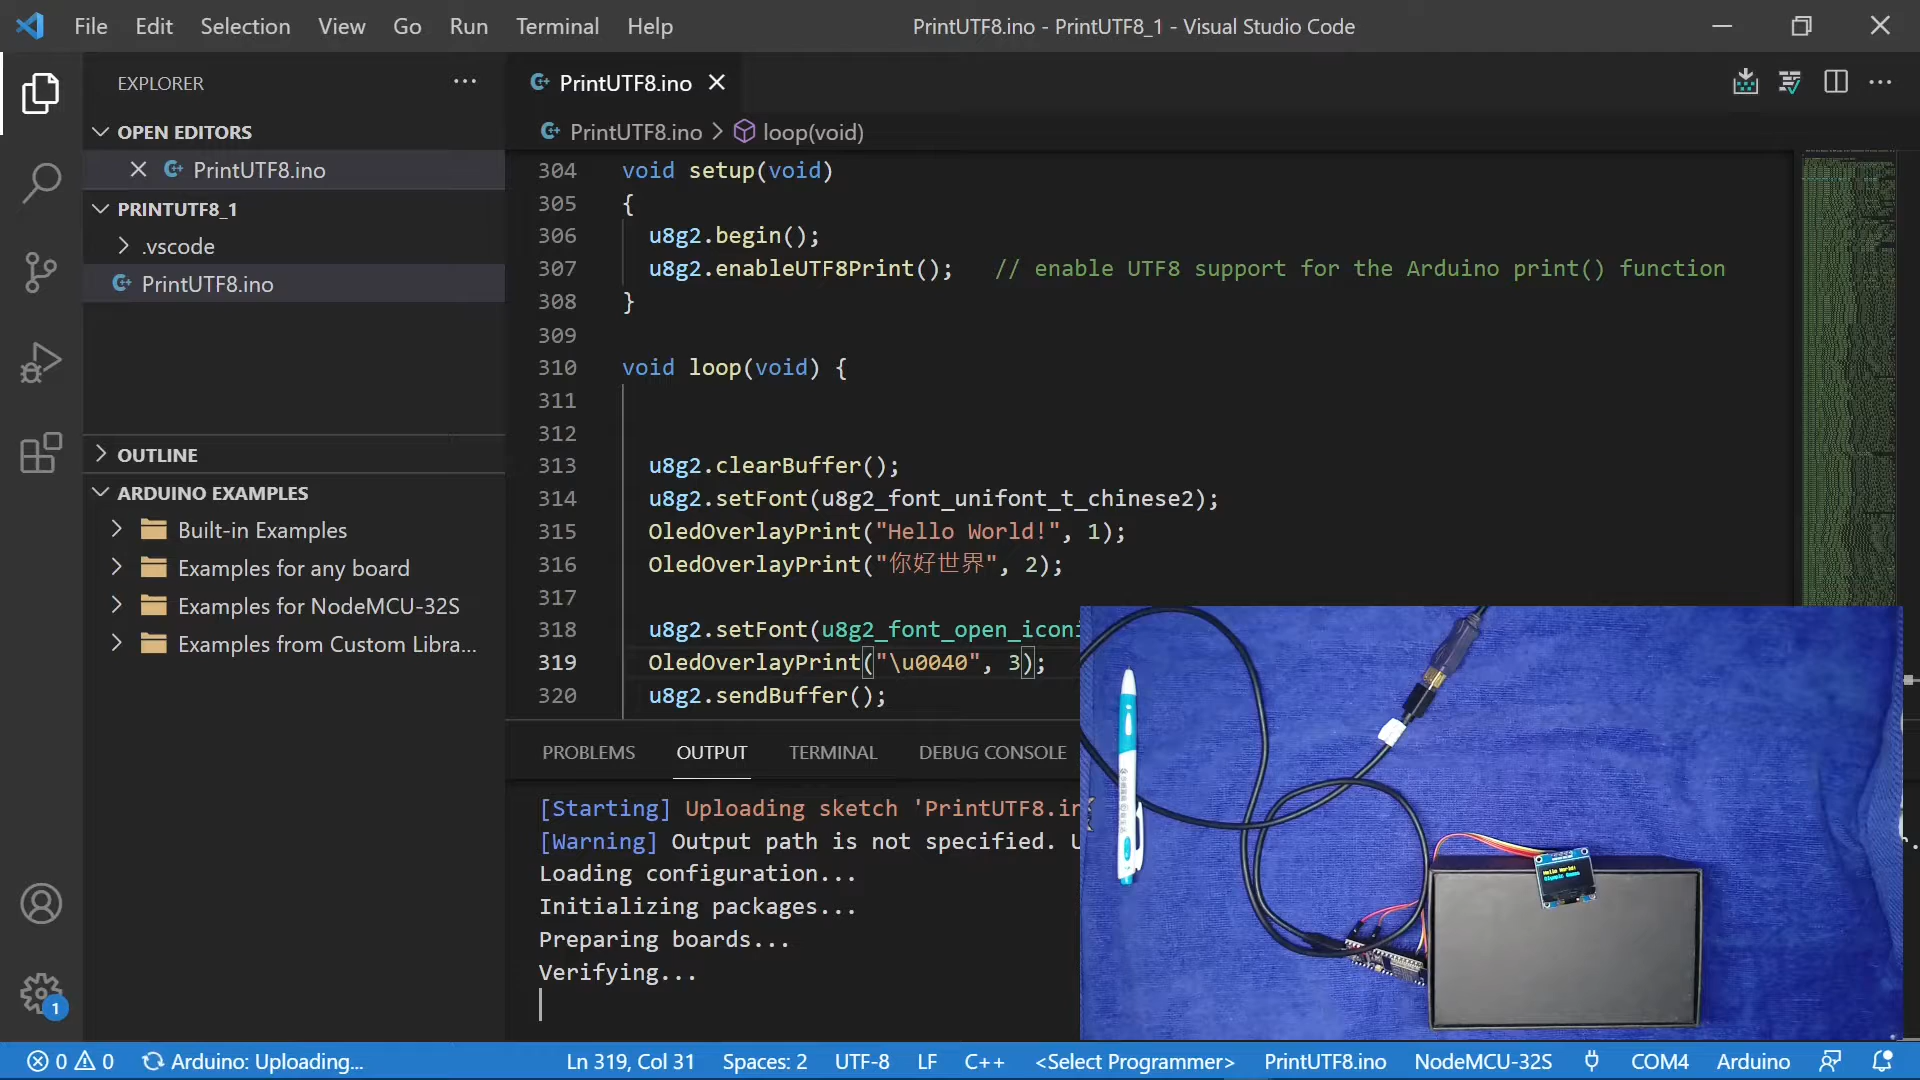 File Edit Selection View Go Run Terminal Help
PrintUTF8.ino - PrintUTF8_1 - Visual Studio Code
EXPLORER
OPEN EDITORS
PrintUTF8.ino
PRINTUTF8_1
.vscode
PrintUTF8.ino
OUTLINE
ARDUINO EXAMPLES
Built-in Examples
Examples for any board
Examples for NodeMCU-32S
Examples from Custom Libra...
1
PrintUTF8.ino
PrintUTF8.ino > loop(void)
304 void setup(void)
305 {
306 u8g2.begin();
307 u8g2.enableUTF8Print(); // enable UTF8 support for the Arduino print() function
308 }
309
310 void loop(void) {
311
312
313 u8g2.clearBuffer();
314 u8g2.setFont(u8g2_font_unifont_t_chinese2);
315 OledOverlayPrint("Hello World!", 1);
316 OledOverlayPrint("你好世界", 2);
317
318 u8g2.setFont(u8g2_font_open_iconi
319 OledOverlayPrint("\u0040", 3);
320 u8g2.sendBuffer();
PROBLEMS OUTPUT TERMINAL DEBUG CONSOLE
[Starting] Uploading sketch 'PrintUTF8.in
[Warning] Output path is not specified. U
Loading configuration...
Initializing packages...
Preparing boards...
Verifying...
Hello World!
0 0 Arduino: Uploading... Ln 319, Col 31 Spaces: 2 UTF-8 LF C++ <Select Programmer> PrintUTF8.ino NodeMCU-32S COM4 Arduino